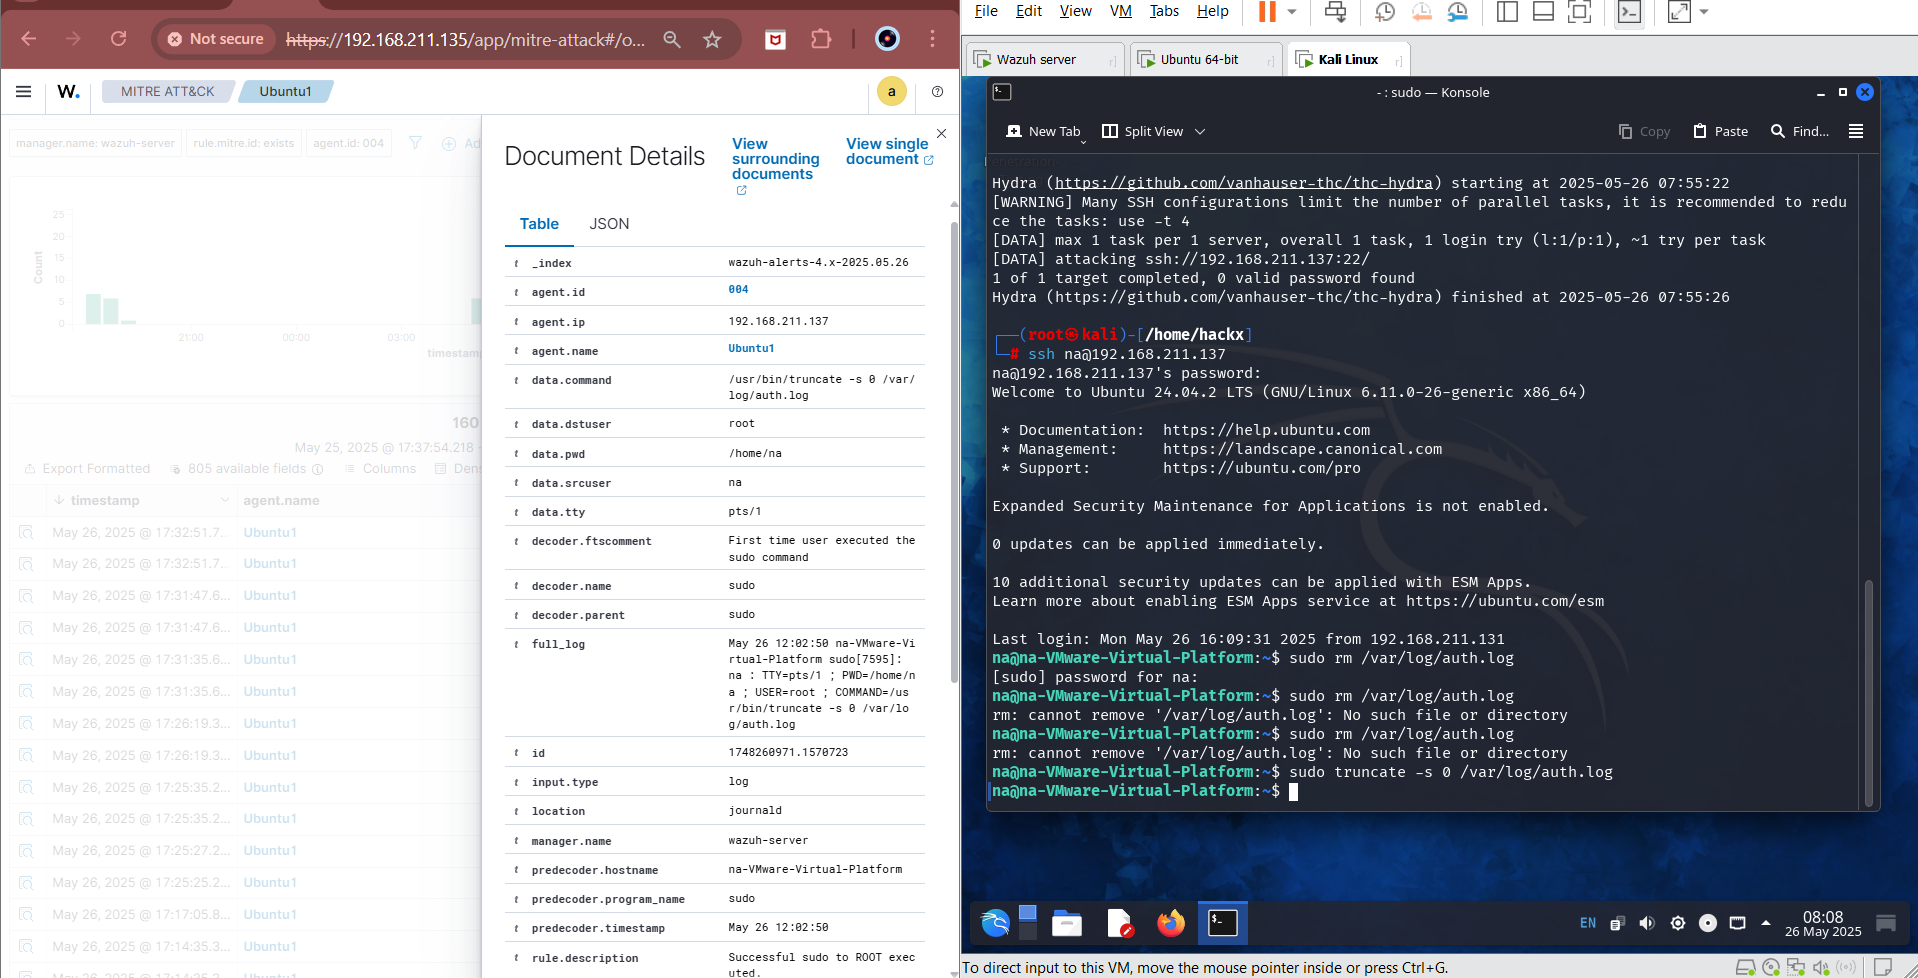 Not secure
https://192.168.211.135/app/mitre-attack#/o...
W.
MITRE ATT&CK
Ubuntu1
a
manager.name: wazuh-server
rule.mitre.id: exists
agent.id: 004
Ad
25
20
15
10
5
0
Count
21:00
00:00
03:00
timestamp
160
May 25, 2025 @ 17:37:54.218 -
Export Formatted
805 available fields
Columns
Dens
timestamp
agent.name
May 26, 2025 @ 17:32:51.7...
Ubuntu1
May 26, 2025 @ 17:32:51.7...
Ubuntu1
May 26, 2025 @ 17:31:47.6...
Ubuntu1
May 26, 2025 @ 17:31:47.6...
Ubuntu1
May 26, 2025 @ 17:31:35.6...
Ubuntu1
May 26, 2025 @ 17:31:35.6...
Ubuntu1
May 26, 2025 @ 17:26:19.3...
Ubuntu1
May 26, 2025 @ 17:26:19.3...
Ubuntu1
May 26, 2025 @ 17:25:35.2...
Ubuntu1
May 26, 2025 @ 17:25:35.2...
Ubuntu1
May 26, 2025 @ 17:25:27.2...
Ubuntu1
May 26, 2025 @ 17:25:25.2...
Ubuntu1
May 26, 2025 @ 17:17:05.8...
Ubuntu1
May 26, 2025 @ 17:14:35.3...
Ubuntu1
Document Details
View surrounding documents
View single document
Table
JSON
t _index wazuh-alerts-4.x-2025.05.26
t agent.id 004
t agent.ip 192.168.211.137
t agent.name Ubuntu1
t data.command /usr/bin/truncate -s 0 /var/
log/auth.log
t data.dstuser root
t data.pwd /home/na
t data.srcuser na
t data.tty pts/1
t decoder.ftscomment First time user executed the
sudo command
t decoder.name sudo
t decoder.parent sudo
t full_log May 26 12:02:50 na-VMware-Vi
rtual-Platform sudo[7595]:
na : TTY=pts/1 ; PWD=/home/n
a ; USER=root ; COMMAND=/us
r/bin/truncate -s 0 /var/lo
g/auth.log
t id 1748260971.1570723
t input.type log
t location journald
t manager.name wazuh-server
t predecoder.hostname na-VMware-Virtual-Platform
t predecoder.program_name sudo
t predecoder.timestamp May 26 12:02:50
t rule.description Successful sudo to ROOT exec
uted.
File Edit View VM Tabs Help
Wazuh server
Ubuntu 64-bit
Kali Linux
- : sudo — Konsole
New Tab
Split View
Copy
Paste
Find...
Hydra (https://github.com/vanhauser-thc/thc-hydra) starting at 2025-05-26 07:55:22
[WARNING] Many SSH configurations limit the number of parallel tasks, it is recommended to redu
ce the tasks: use -t 4
[DATA] max 1 task per 1 server, overall 1 task, 1 login try (l:1/p:1), ~1 try per task
[DATA] attacking ssh://192.168.211.137:22/
1 of 1 target completed, 0 valid password found
Hydra (https://github.com/vanhauser-thc/thc-hydra) finished at 2025-05-26 07:55:26
(root㉿kali)-[/home/hackx]
# ssh na@192.168.211.137
na@192.168.211.137's password:
Welcome to Ubuntu 24.04.2 LTS (GNU/Linux 6.11.0-26-generic x86_64)
* Documentation: https://help.ubuntu.com
* Management: https://landscape.canonical.com
* Support: https://ubuntu.com/pro
Expanded Security Maintenance for Applications is not enabled.
0 updates can be applied immediately.
10 additional security updates can be applied with ESM Apps.
Learn more about enabling ESM Apps service at https://ubuntu.com/esm
Last login: Mon May 26 16:09:31 2025 from 192.168.211.131
na@na-VMware-Virtual-Platform:~$ sudo rm /var/log/auth.log
[sudo] password for na:
na@na-VMware-Virtual-Platform:~$ sudo rm /var/log/auth.log
rm: cannot remove '/var/log/auth.log': No such file or directory
na@na-VMware-Virtual-Platform:~$ sudo rm /var/log/auth.log
rm: cannot remove '/var/log/auth.log': No such file or directory
na@na-VMware-Virtual-Platform:~$ sudo truncate -s 0 /var/log/auth.log
na@na-VMware-Virtual-Platform:~$
EN
08:08
26 May 2025
To direct input to this VM, move the mouse pointer inside or press Ctrl+G.